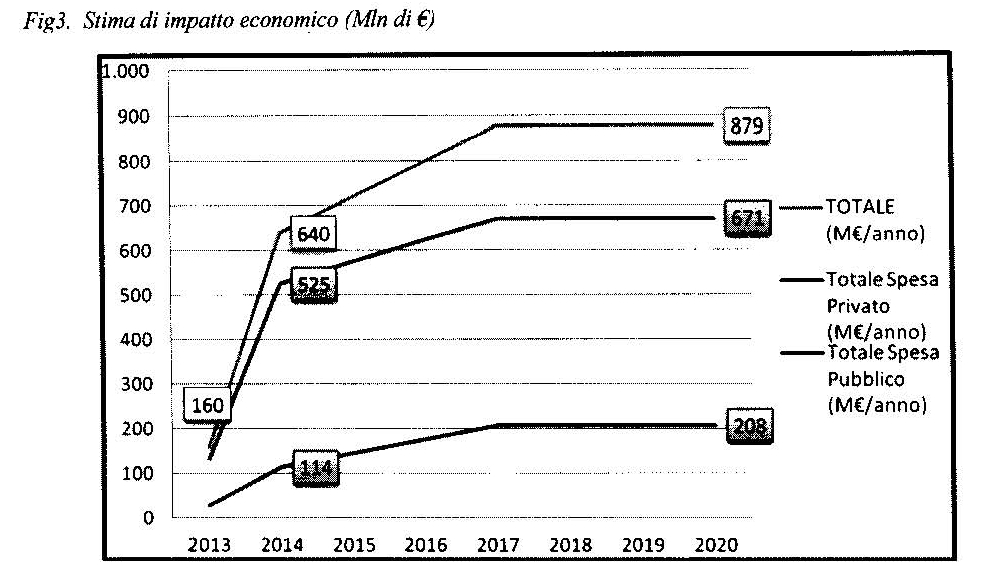 Fig3. Stima di impatto economico (Mln di €)
1.000
900
800
700
600
500
400
300
200
100
0
879
671
640
525
160
208
114
TOTALE
(M€/anno)
Totale Spesa
Privato
(M€/anno)
Totale Spesa
Pubblico
(M€/anno)
2013 2014 2015 2016 2017 2018 2019 2020